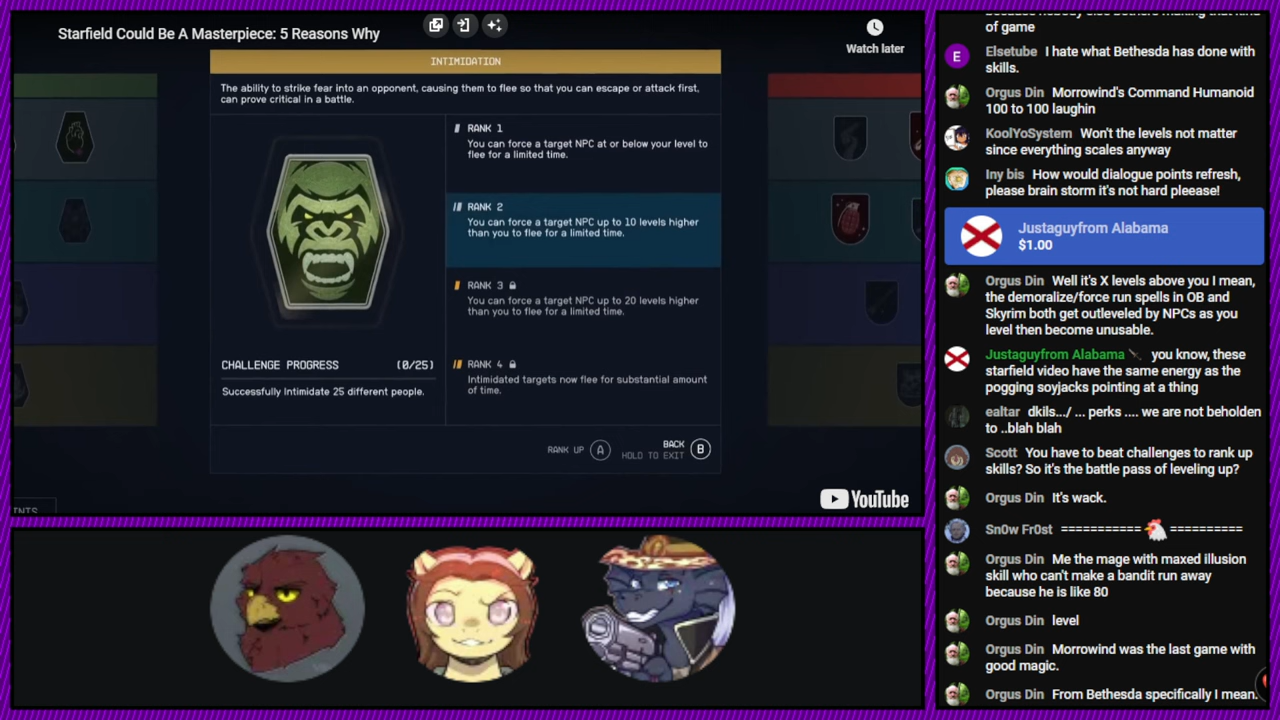 Starfield Could Be A Masterpiece: 5 Reasons Why
Watch later
INTIMIDATION
The ability to strike fear into an opponent, causing them to flee so that you can escape or attack first,
can prove critical in a battle.
RANK 1
You can force a target NPC at or below your level to
flee for a limited time.
RANK 2
You can force a target NPC up to 10 levels higher
than you to flee for a limited time.
RANK 3
You can force a target NPC up to 20 levels higher
than you to flee for a limited time.
CHALLENGE PROGRESS (0/25)
Successfully Intimidate 25 different people.
RANK 4
Intimidated targets now flee for substantial amount
of time.
RANK UP A
BACK
HOLD TO EXIT B
YouTube
of game
E
Elsetube I hate what Bethesda has done with
skills.
Orgus Din Morrowind's Command Humanoid
100 to 100 laughin
KoolYoSystem Won't the levels not matter
since everything scales anyway
Iny bis How would dialogue points refresh,
please brain storm it's not hard pleease!
Justaguyfrom Alabama
$1.00
Orgus Din Well it's X levels above you I mean,
the demoralize/force run spells in OB and
Skyrim both get outleveled by NPCs as you
level then become unusable.
Justaguyfrom Alabama you know, these
starfield video have the same energy as the
pogging soyjacks pointing at a thing
ealtar dkils.../ ... perks .... we are not beholden
to ..blah blah
Scott You have to beat challenges to rank up
skills? So it's the battle pass of leveling up?
Orgus Din It's wack.
Sn0w Fr0st =========== 🐔 ==========
Orgus Din Me the mage with maxed illusion
skill who can't make a bandit run away
because he is like 80
Orgus Din level
Orgus Din Morrowind was the last game with
good magic.
Orgus Din From Bethesda specifically I mean.